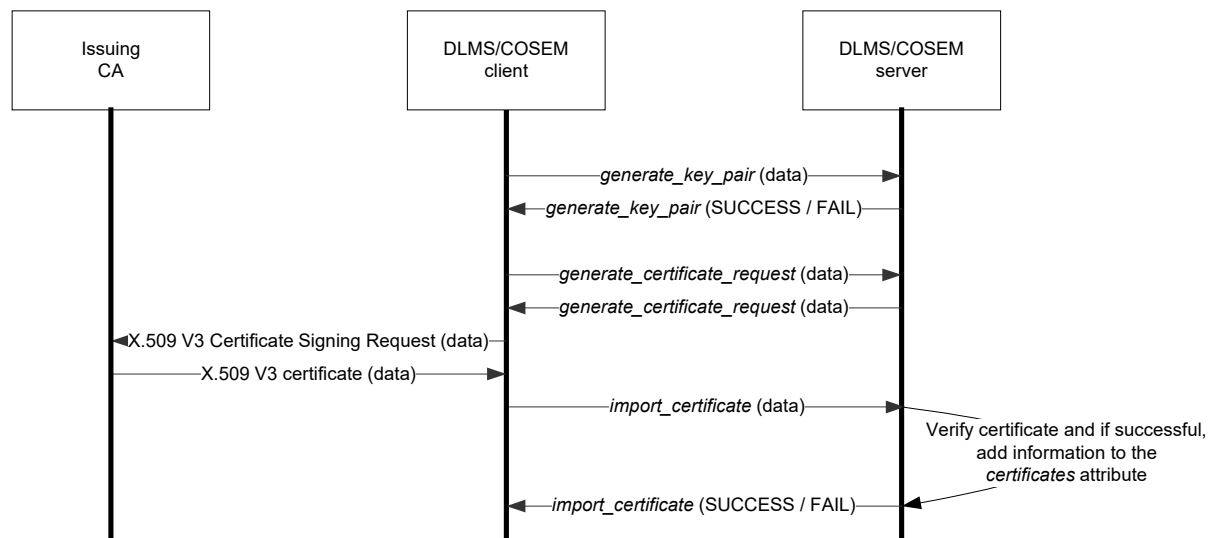 Issuing
CA
DLMS/COSEM
client
DLMS/COSEM
server
generate_key_pair (data)
generate_key_pair (SUCCESS / FAIL)
generate_certificate_request (data)
generate_certificate_request (data)
X.509 V3 Certificate Signing Request (data)
X.509 V3 certificate (data)
import_certificate (data)
Verify certificate and if successful,
add information to the
certificates attribute
import_certificate (SUCCESS / FAIL)